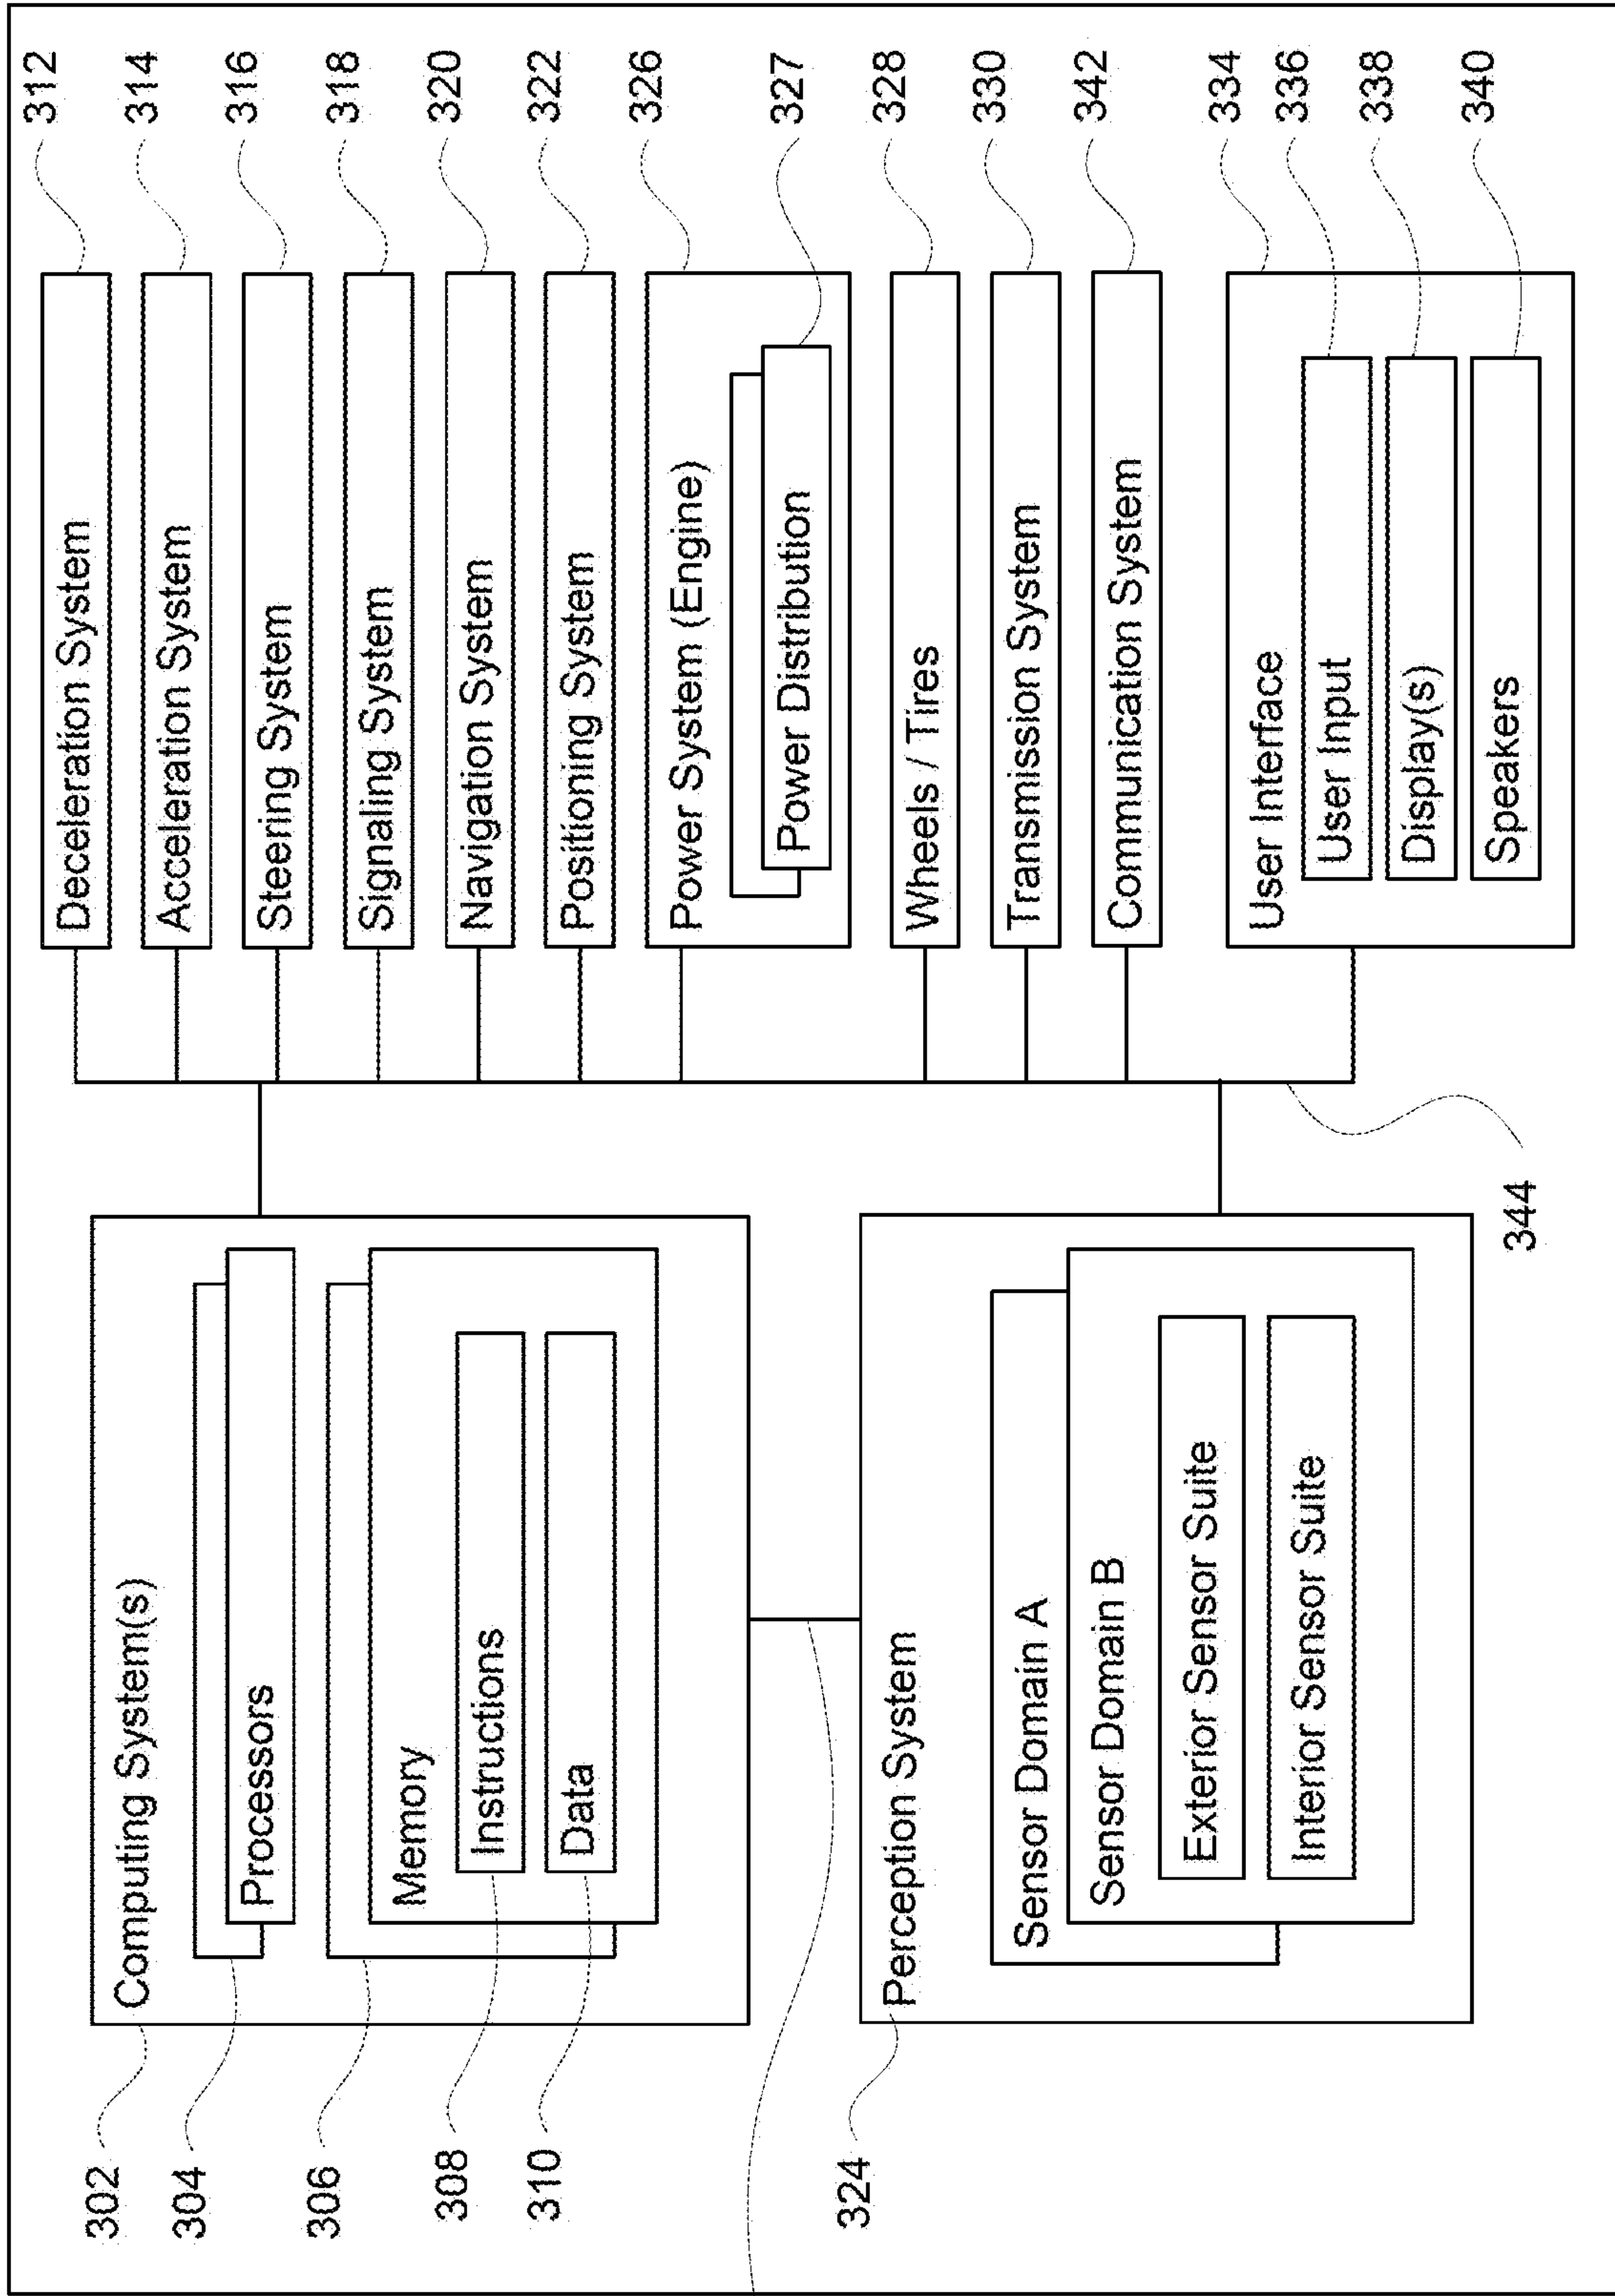 Computing System(s)
Processors
Memory
Instructions
Data
302
304
306
308
310
Perception System
Sensor Domain A
Sensor Domain B
Exterior Sensor Suite
Interior Sensor Suite
324
344
Deceleration System
312
Acceleration System
314
Steering System
316
Signaling System
318
Navigation System
320
Positioning System
322
Power System (Engine)
326
Power Distribution
327
Wheels / Tires
328
Transmission System
330
Communication System
342
User Interface
334
User Input
336
Display(s)
338
Speakers
340